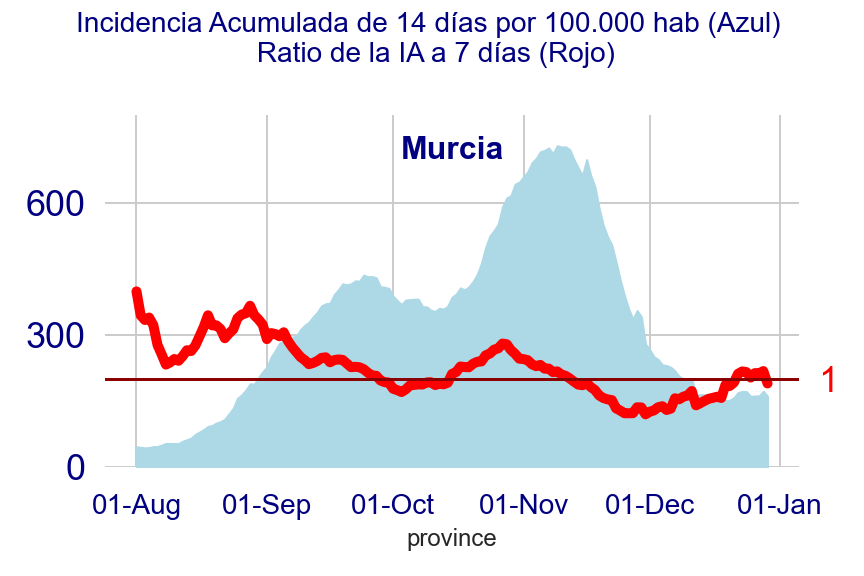 Incidencia Acumulada de 14 días por 100.000 hab (Azul)
Ratio de la IA a 7 días (Rojo)
Murcia
600
300
1
0
01-Aug 01-Sep 01-Oct 01-Nov 01-Dec 01-Jan
province